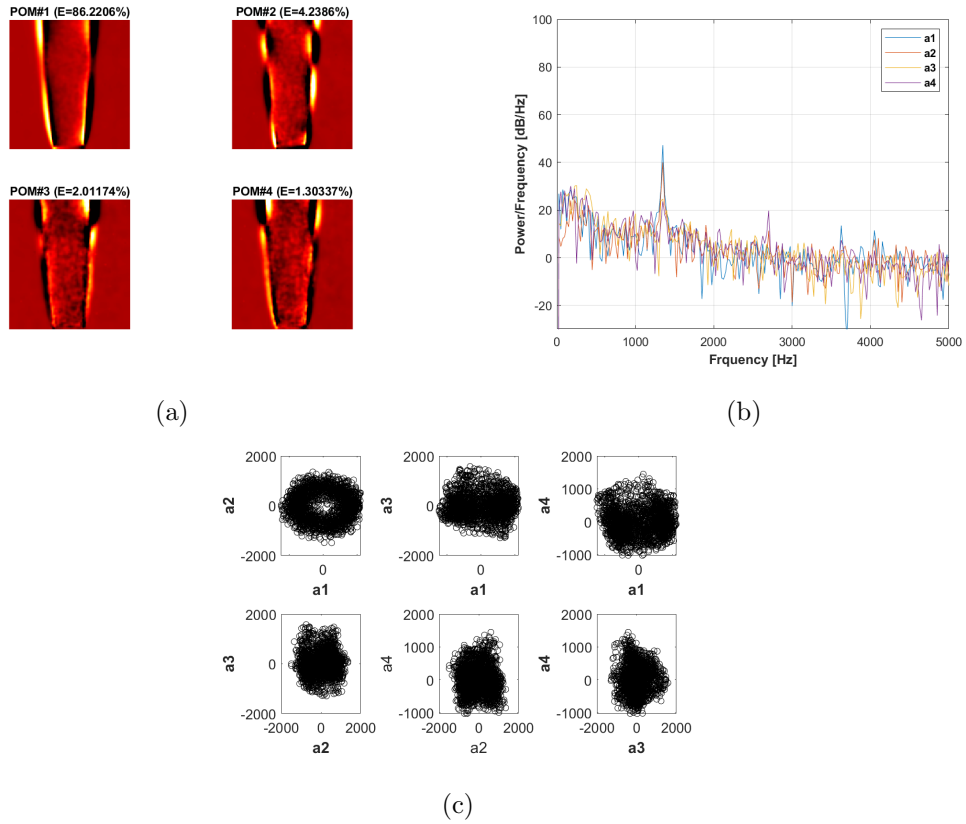 POM#1 (E=86.2206%)
POM#2 (E=4.2386%)
POM#3 (E=2.01174%)
POM#4 (E=1.30337%)
(a)
100
80
60
40
20
0
-20
Power/Frequency [dB/Hz]
a1
a2
a3
a4
0
1000
2000
3000
4000
5000
Frquency [Hz]
(b)
2000
0
-2000
a2
0
a1
2000
0
-2000
a3
0
a1
2000
1000
0
-1000
a4
0
a1
2000
0
-2000
a3
-2000
0
2000
a2
2000
1000
0
-1000
a4
-2000
0
2000
a2
2000
1000
0
-1000
a4
-2000
0
2000
a3
(c)